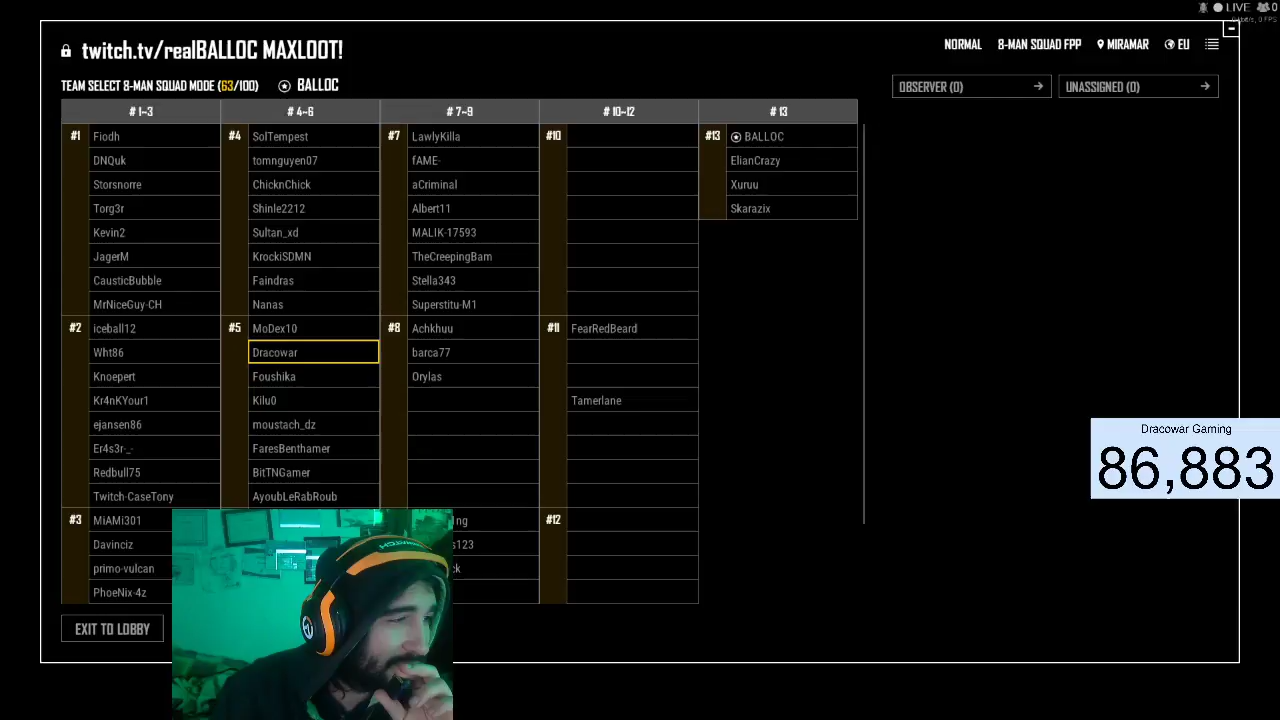 LIVE 0
twitch.tv/realBALLOC MAXLOOT!
NORMAL 8-MAN SQUAD FPP MIRAMAR EU
TEAM SELECT 8-MAN SQUAD MODE (63/100) BALLOC
OBSERVER (0) UNASSIGNED (0)
# 1~3 # 4~6 # 7~9 # 10~12 # 13
#1 Fiodh #4 SolTempest #7 LawlyKilla #10 #13 BALLOC
DNQuk tomnguyen07 fAME- ElianCrazy
Storsnorre ChicknChick aCriminal Xuruu
Torg3r Shinle2212 Albert11 Skarazix
Kevin2 Sultan_xd MALIK-17593
JagerM KrockiSDMN TheCreepingBam
CausticBubble Faindras Stella343
MrNiceGuy-CH Nanas Superstitu-M1
#2 iceball12 #5 MoDex10 #8 Achkhuu #11 FearRedBeard
Wht86 Dracowar barca77
Knoepert Foushika Orylas
Kr4nKYour1 Kilu0 Tamerlane
ejansen86 moustach_dz
Er4s3r-_- FaresBenthamer
Redbull75 BitTNGamer
Twitch-CaseTony AyoubLeRabRoub
#3 MiAMi301 ng #12
Davinciz s123
primo-vulcan ck
PhoeNix-4z
EXIT TO LOBBY
Dracowar Gaming
86,883